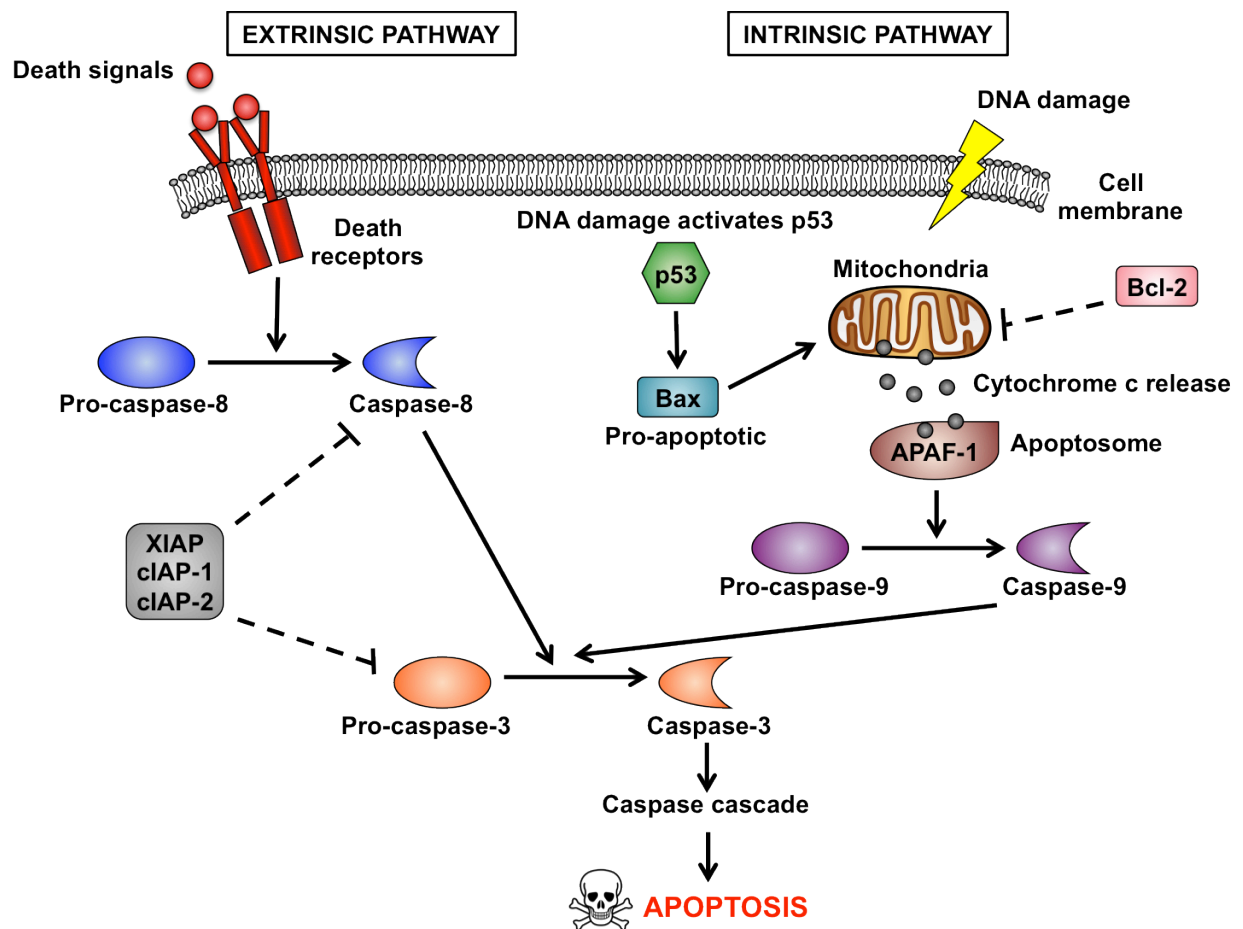 EXTRINSIC PATHWAY
INTRINSIC PATHWAY
Death signals
DNA damage
Cell
membrane
DNA damage activates p53
Death
receptors
p53
Mitochondria
Bcl-2
Cytochrome c release
Pro-caspase-8
Caspase-8
Bax
Pro-apoptotic
APAF-1
Apoptosome
XIAP
cIAP-1
cIAP-2
Pro-caspase-9
Caspase-9
Pro-caspase-3
Caspase-3
Caspase cascade
APOPTOSIS